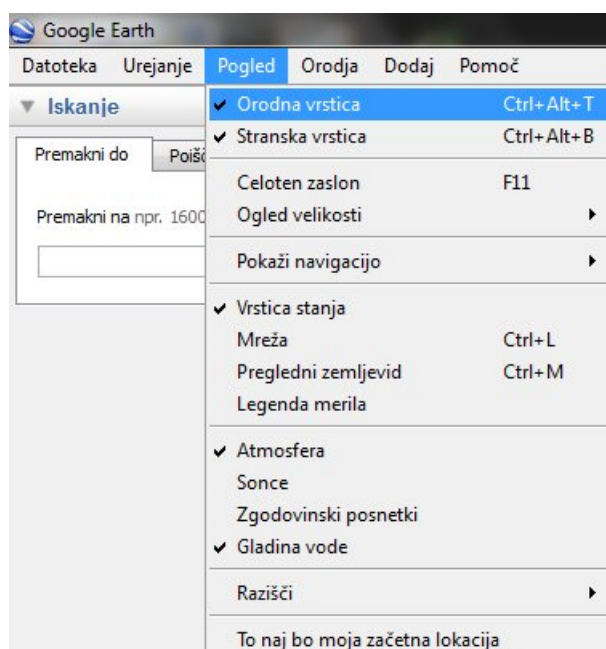 Google Earth
Datoteka Urejanje Pogled Orodja Dodaj Pomoč
Iskanje
Premakni do
Premakni na npr. 1600
Orodna vrstica Ctrl+Alt+T
Stranska vrstica Ctrl+Alt+B
Celoten zaslon F11
Ogled velikosti
Pokaži navigacijo
Vrstica stanja
Mreža Ctrl+L
Pregledni zemljevid Ctrl+M
Legenda merila
Atmosfera
Sonce
Zgodovinski posnetki
Gladina vode
Razišči
To naj bo moja začetna lokacija